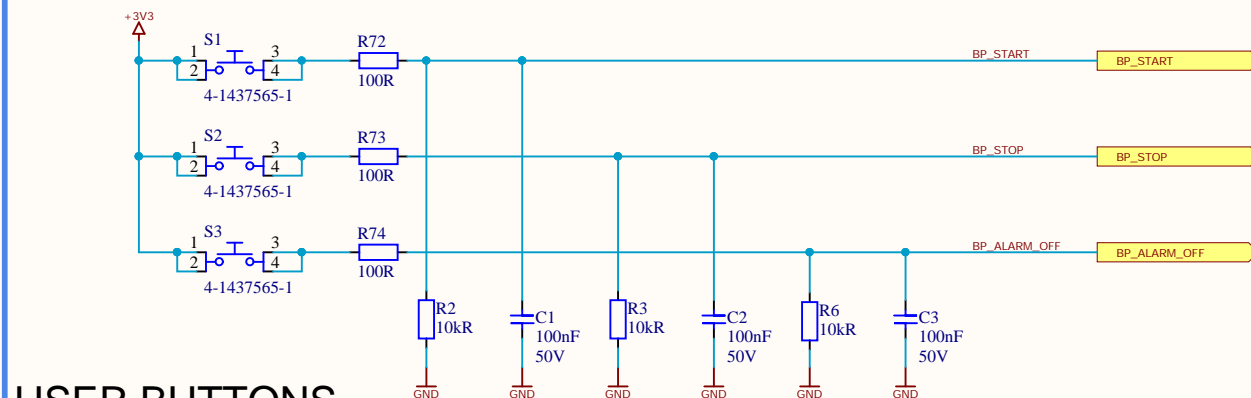 +3V3
S1
1
2
3
4
4-1437565-1
R72
100R
BP_START
BP_START
S2
1
2
3
4
4-1437565-1
R73
100R
BP_STOP
BP_STOP
S3
1
2
3
4
4-1437565-1
R74
100R
BP_ALARM_OFF
BP_ALARM_OFF
R2
10kR
C1
100nF
50V
R3
10kR
C2
100nF
50V
R6
10kR
C3
100nF
50V
GND
GND
GND
GND
GND
GND
USER BUTTONS